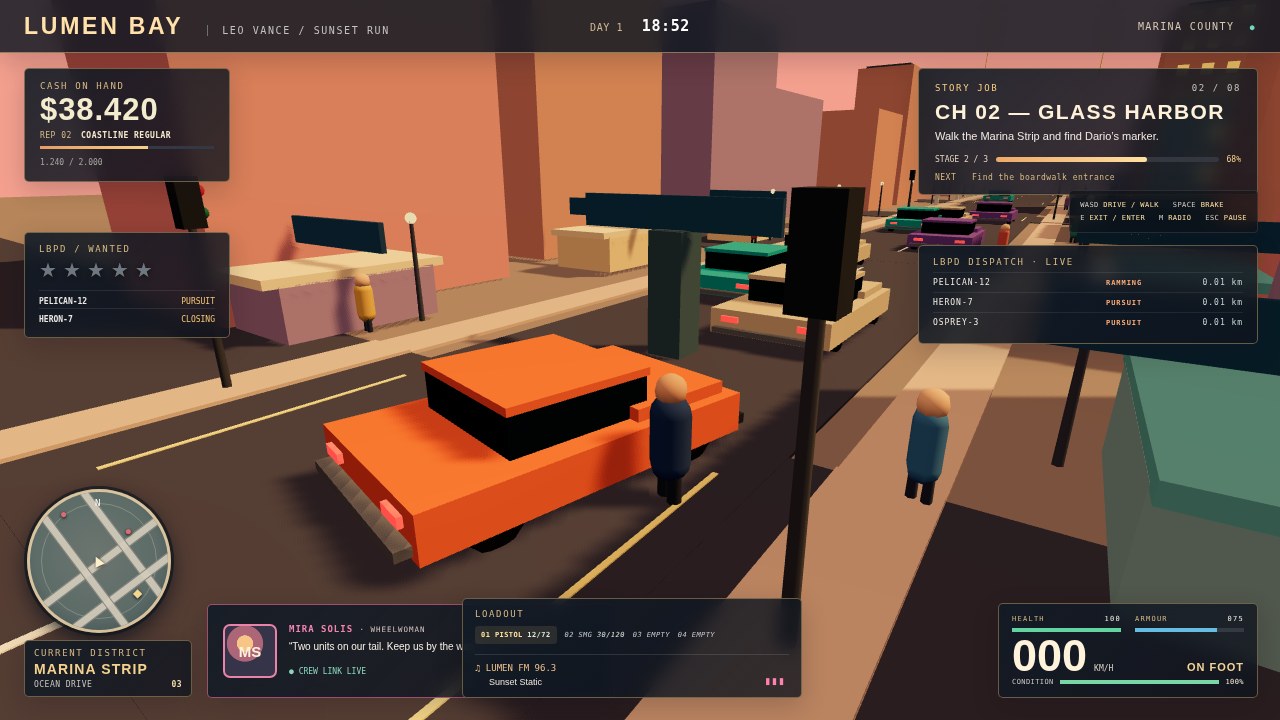 LUMEN BAY
LEO VANCE / SUNSET RUN
DAY 1 18:52
MARINA COUNTY
CASH ON HAND
$38.420
REP 02 COASTLINE REGULAR
1.240 / 2.000
LBPD / WANTED
★ ★ ★ ★ ★
PELICAN-12 PURSUIT
HERON-7 CLOSING
STORY JOB 02 / 08
CH 02 — GLASS HARBOR
Walk the Marina Strip and find Dario's marker.
STAGE 2 / 3 68%
NEXT Find the boardwalk entrance
WASD DRIVE / WALK SPACE BRAKE
E EXIT / ENTER M RADIO ESC PAUSE
LBPD DISPATCH · LIVE
PELICAN-12 RAMMING 0.01 km
HERON-7 PURSUIT 0.01 km
OSPREY-3 PURSUIT 0.01 km
N
CURRENT DISTRICT
MARINA STRIP
OCEAN DRIVE 03
MS
MIRA SOLIS · WHEELWOMAN
"Two units on our tail. Keep us by the w
CREW LINK LIVE
LOADOUT
01 PISTOL 12/72 02 SMG 30/120 03 EMPTY 04 EMPTY
♫ LUMEN FM 96.3
Sunset Static
HEALTH 100 ARMOUR 075
000 KM/H ON FOOT
CONDITION 100%